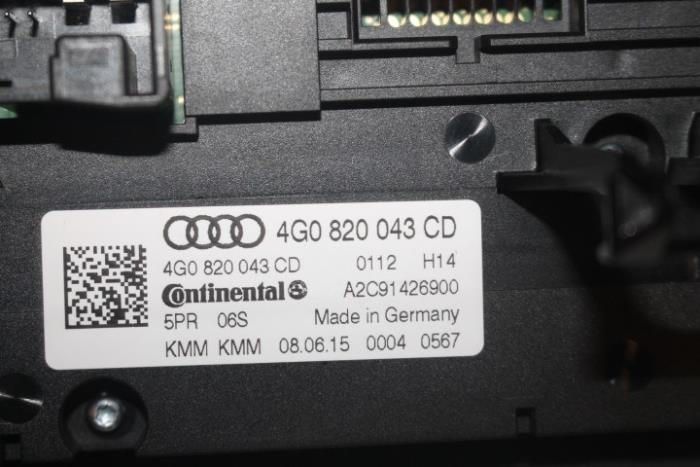 4G0 820 043 CD
4G0 820 043 CD 0112 H14
Continental A2C91426900
5PR 06S Made in Germany
KMM KMM 08.06.15 0004 0567